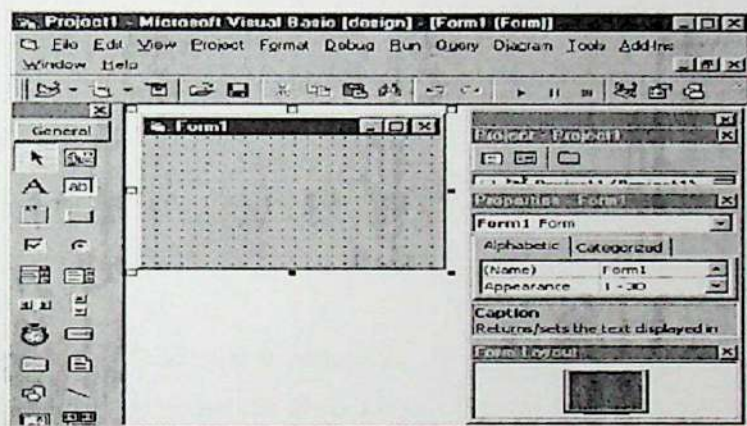 Project1 - Microsoft Visual Basic [design] - [Form1 (Form)]
File Edit View Project Format Debug Run Query Diagram Tools Add-Ins
Window Help
General
Form1
Project - Project1
A
ab
Properties - Form1
Form1 Form
Alphabetic Categorized
(Name) Form1
Appearance 1 - 3D
Caption
Returns/sets the text displayed in
Form Layout